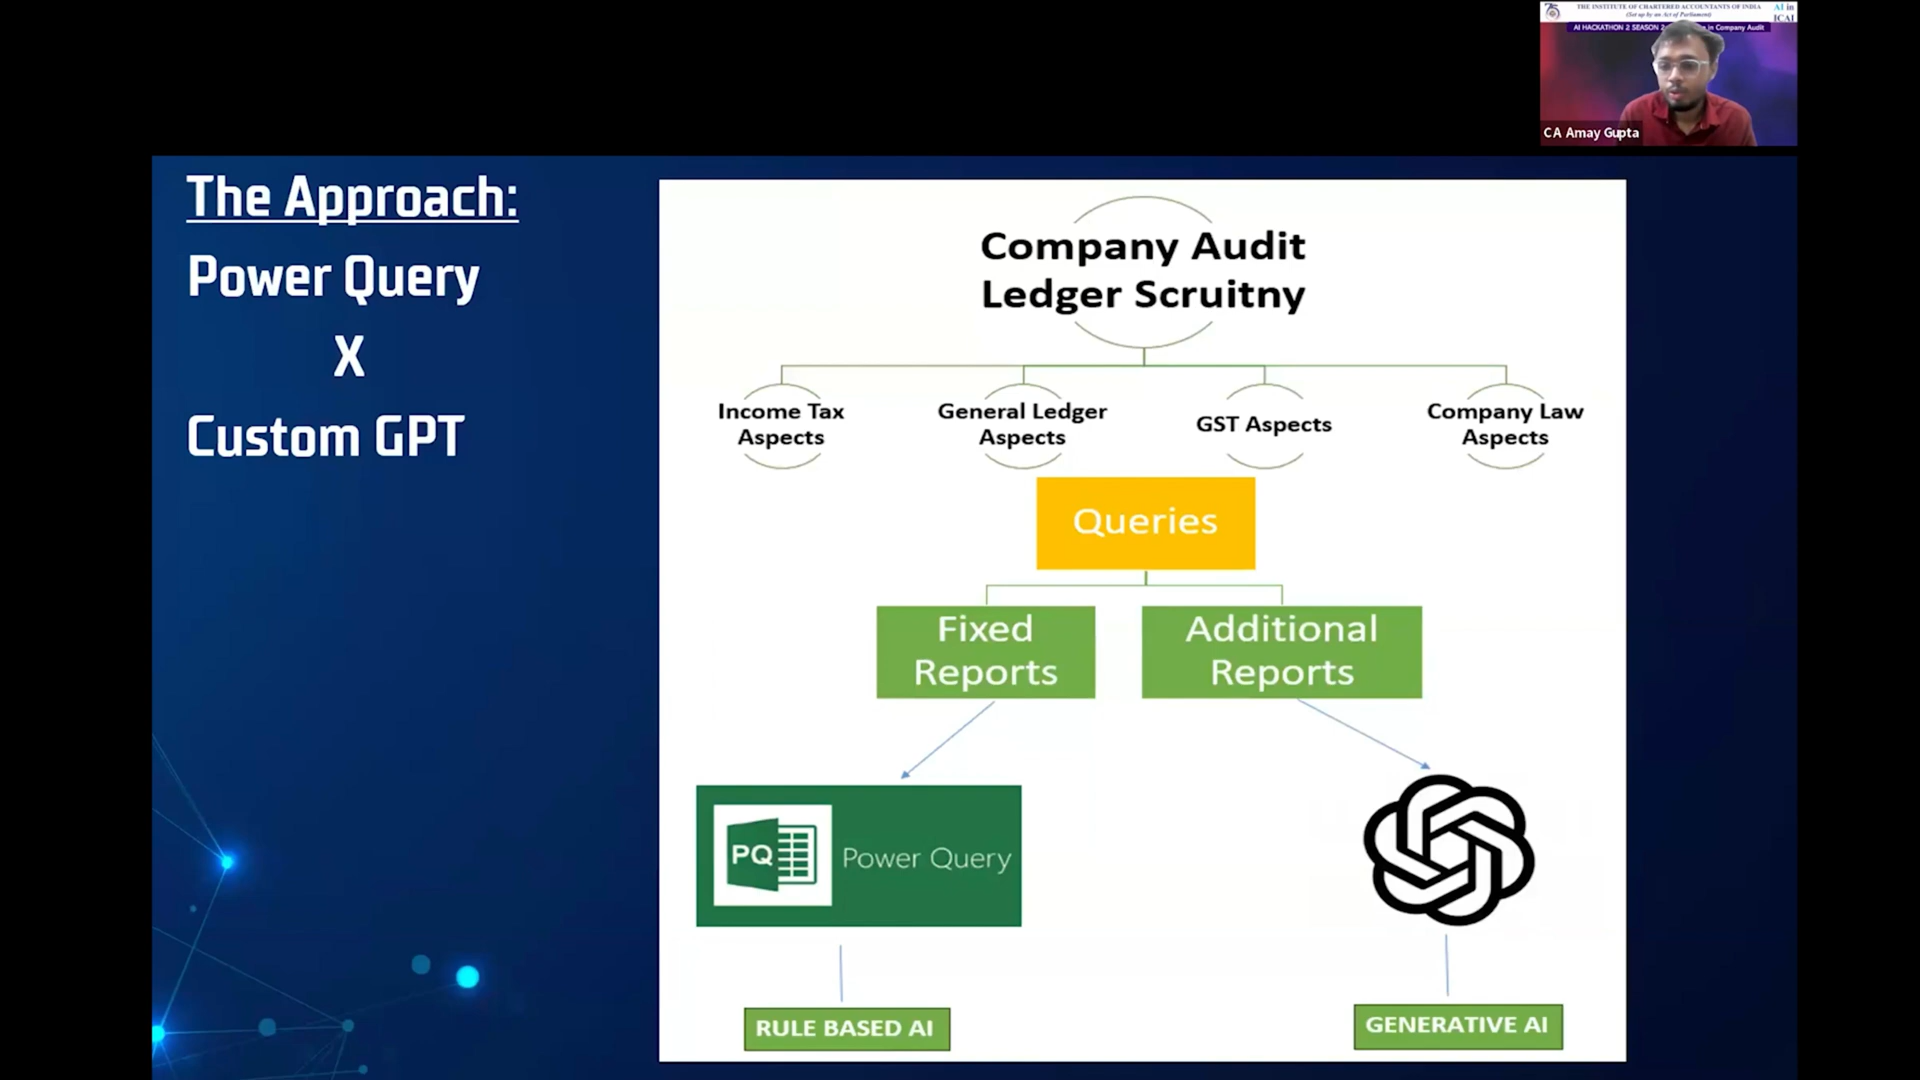 THE INSTITUTE OF CHARTERED ACCOUNTANTS OF INDIA
(Set up by an Act of Parliament)
AI in
ICAI
AI HACKATHON 2 SEASON 2
in Company Audit
CA Amay Gupta
The Approach:
Power Query
X
Custom GPT
Company Audit
Ledger Scruitny
Income Tax
Aspects
General Ledger
Aspects
GST Aspects
Company Law
Aspects
Queries
Fixed
Reports
Additional
Reports
PQ
Power Query
RULE BASED AI
GENERATIVE AI